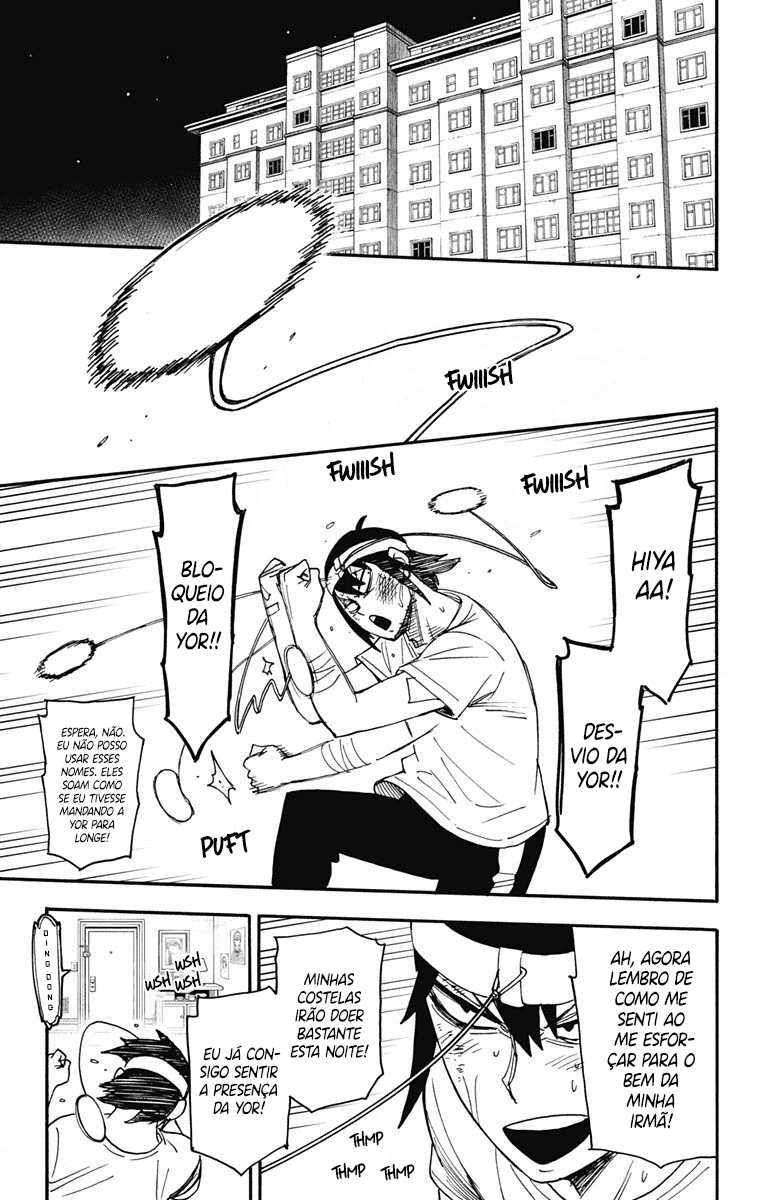 FWIIISH
FWIIISH
FWIIISH
HIYA
AA!
DES-
VIO DA
YOR!!
BLO-
QUEIO
DA
YOR!!
ESPERA, NÃO.
EU NÃO POSSO
USAR ESSES
NOMES. ELES
SOAM COMO
SE EU TIVESSE
MANDANDO A
YOR PARA
LONGE!
PUFT
AH, AGORA
LEMBRO DE
COMO ME
SENTI AO
ME ESFOR-
ÇAR PARA O
BEM DA
MINHA
IRMÃ!
MINHAS
COSTELAS
IRÃO DOER
BASTANTE
ESTA NOITE!
THMP
THMP THMP
EU JÁ CON-
SIGO SENTIR
A PRESENÇA
DA YOR!
WSH
WSH WSH
DING DONG